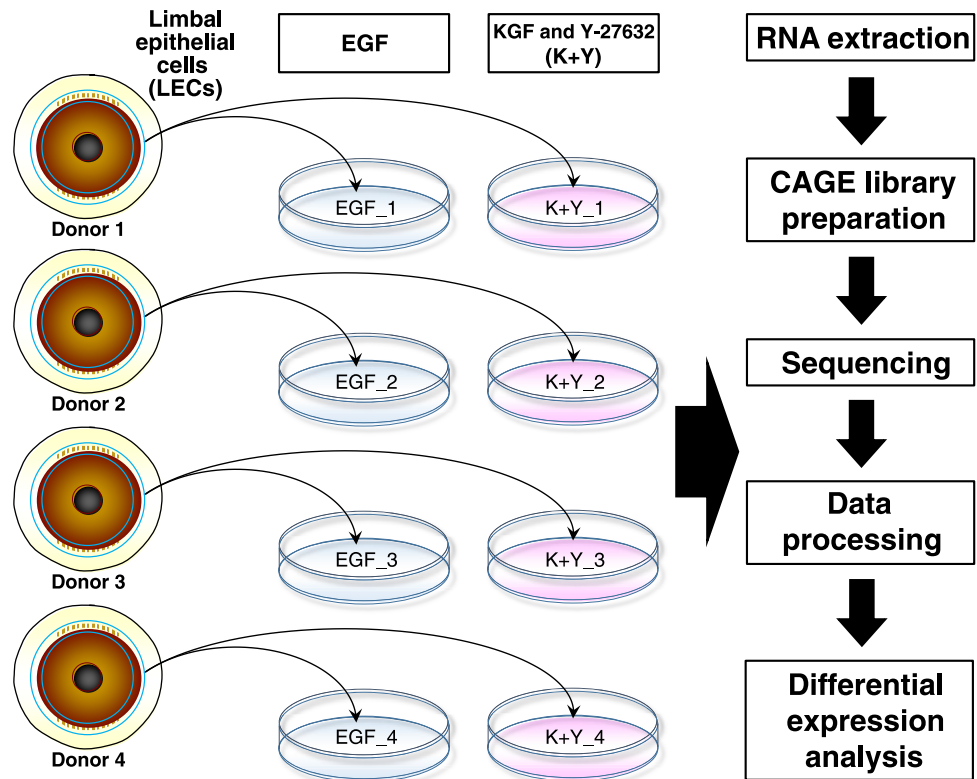 Limbal
epithelial
cells
(LECs)
EGF
KGF and Y-27632
(K+Y)
Donor 1
EGF_1
K+Y_1
Donor 2
EGF_2
K+Y_2
Donor 3
EGF_3
K+Y_3
Donor 4
EGF_4
K+Y_4
RNA extraction
CAGE library
preparation
Sequencing
Data
processing
Differential
expression
analysis